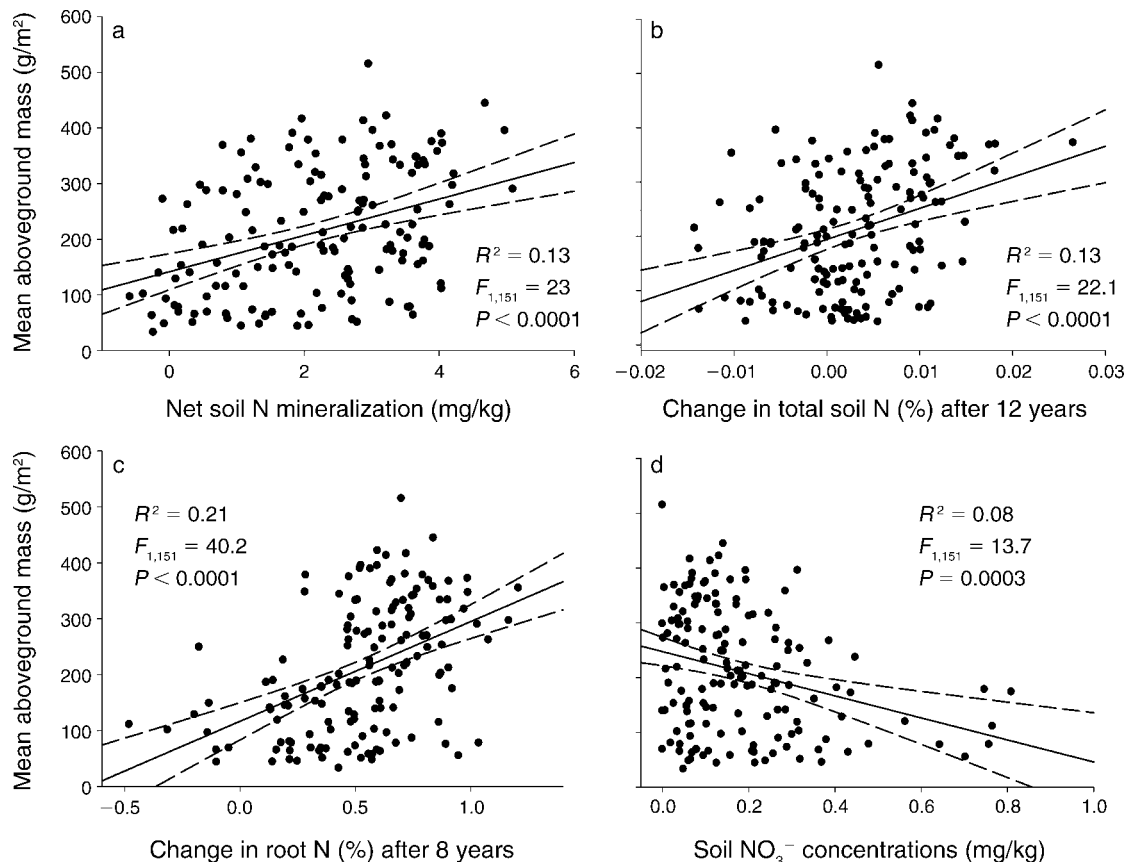 Mean aboveground mass (g/m²)
600
500
400
300
200
100
0
a
R² = 0.13
F₁,₁₅₁ = 23
P < 0.0001
0
2
4
6
Net soil N mineralization (mg/kg)
b
R² = 0.13
F₁,₁₅₁ = 22.1
P < 0.0001
−0.02
−0.01
0.00
0.01
0.02
0.03
Change in total soil N (%) after 12 years
Mean aboveground mass (g/m²)
600
500
400
300
200
100
0
c
R² = 0.21
F₁,₁₅₁ = 40.2
P < 0.0001
−0.5
0.0
0.5
1.0
Change in root N (%) after 8 years
d
R² = 0.08
F₁,₁₅₁ = 13.7
P = 0.0003
0.0
0.2
0.4
0.6
0.8
1.0
Soil NO₃⁻ concentrations (mg/kg)